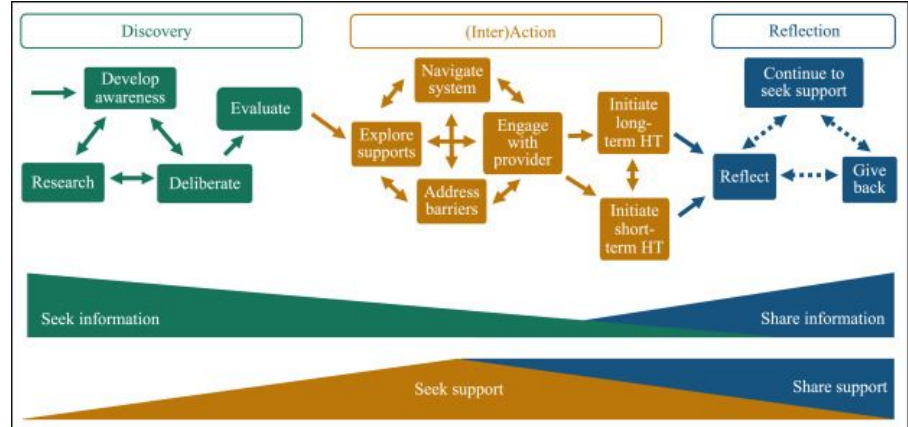 Discovery
(Inter)Action
Reflection
Develop
awareness
Research
Deliberate
Evaluate
Navigate
system
Explore
supports
Engage
with
provider
Address
barriers
Initiate
long-
term HT
Initiate
short-
term HT
Continue to
seek support
Reflect
Give
back
Seek information
Share information
Seek support
Share support